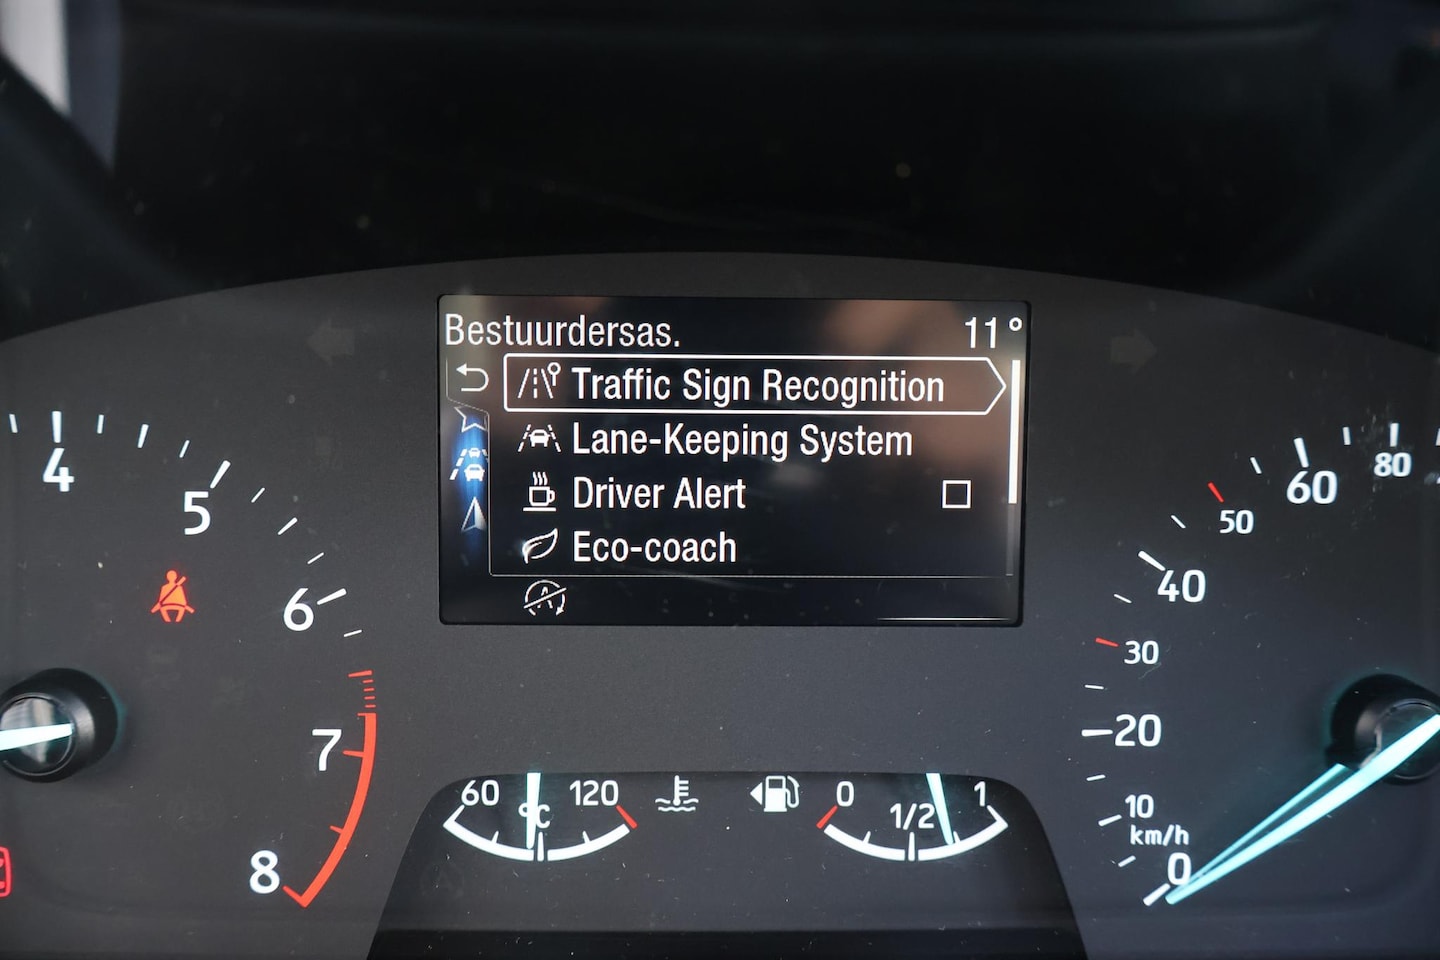 Bestuurdersas. 11°
Traffic Sign Recognition
Lane-Keeping System
Driver Alert
Eco-coach
4
5
6
7
8
60 °C 120
0 1/2 1
80
60
50
40
30
20
10
km/h
0